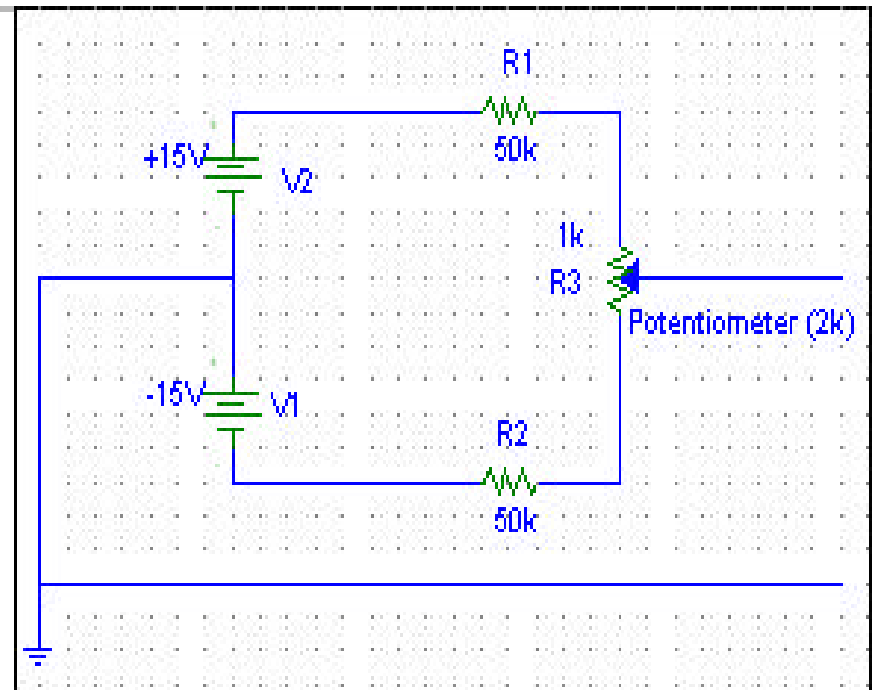 R1
50k
+15V
V2
1k
R3
Potentiometer (2k)
-15V
V1
R2
50k